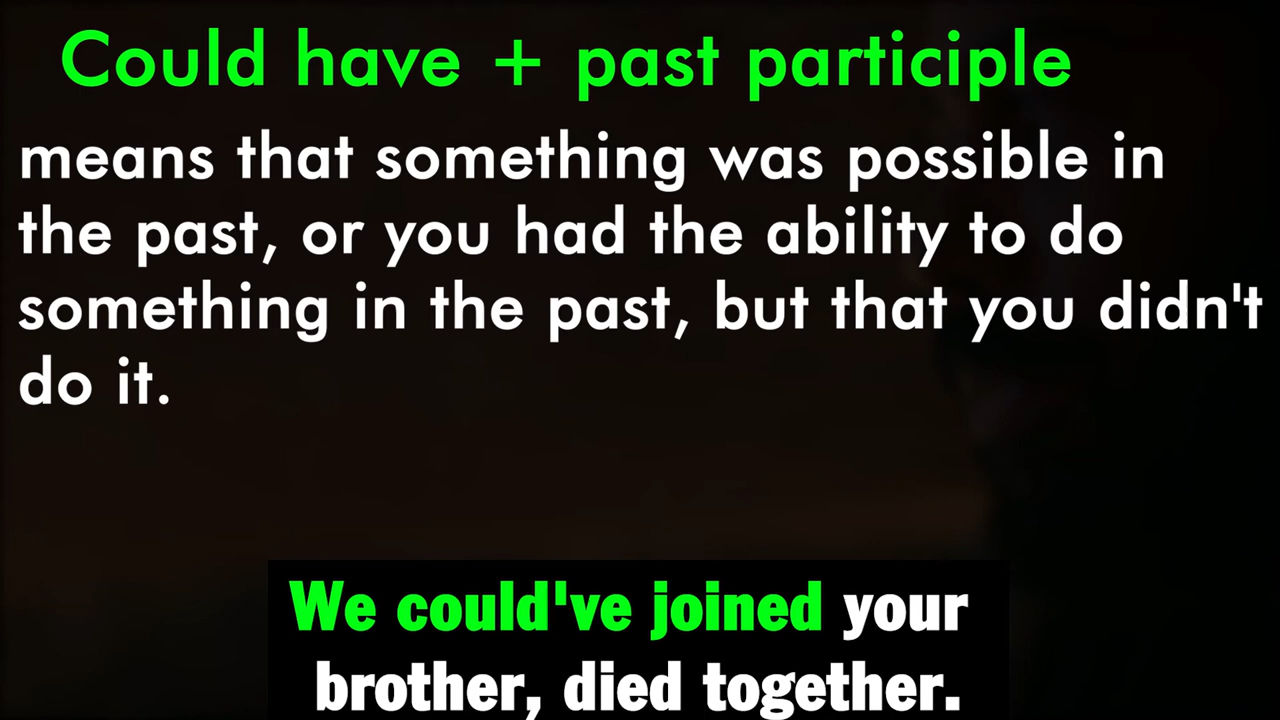 Could have + past participle
means that something was possible in
the past, or you had the ability to do
something in the past, but that you didn't
do it.
We could've joined your
brother, died together.